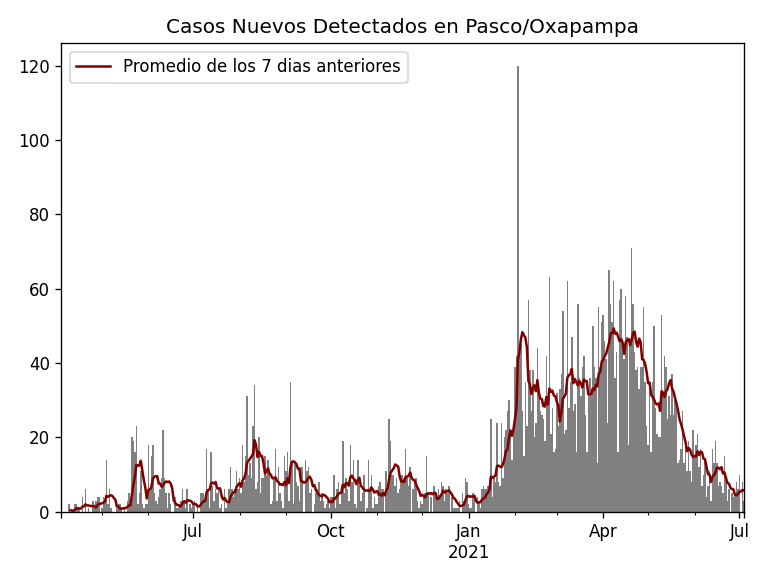 Casos Nuevos Detectados en Pasco/Oxapampa
Promedio de los 7 dias anteriores
120
100
80
60
40
20
0
Jul
Oct
Jan
2021
Apr
Jul